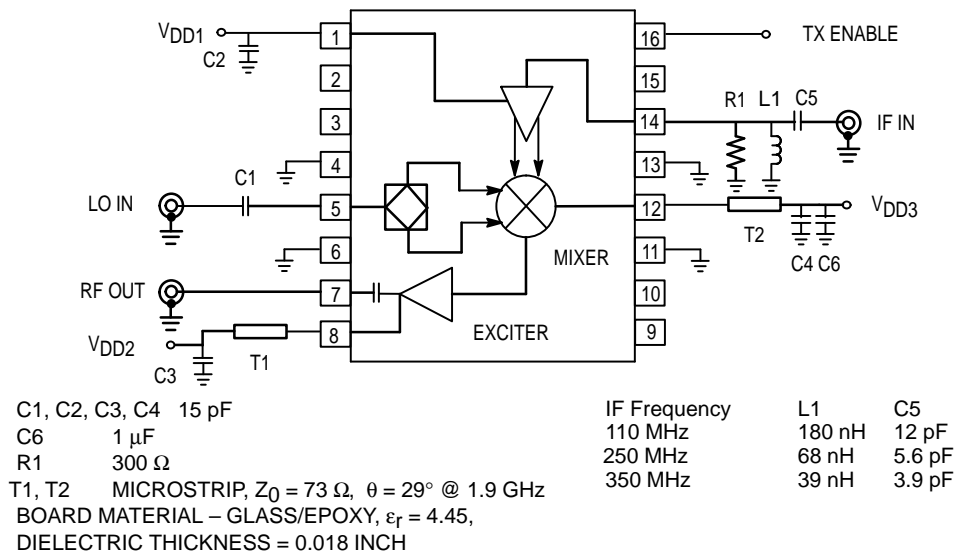 VDD1
C2
1
2
3
4
5
6
7
8
16
15
14
13
12
11
10
9
TX ENABLE
R1
L1
C5
IF IN
C1
LO IN
MIXER
T2
VDD3
C4 C6
RF OUT
EXCITER
VDD2
C3
T1
C1, C2, C3, C4 15 pF
C6 1 μF
R1 300 Ω
T1, T2 MICROSTRIP, Z0 = 73 Ω, θ = 29° @ 1.9 GHz
BOARD MATERIAL – GLASS/EPOXY, εr = 4.45,
DIELECTRIC THICKNESS = 0.018 INCH
IF Frequency L1 C5
110 MHz 180 nH 12 pF
250 MHz 68 nH 5.6 pF
350 MHz 39 nH 3.9 pF